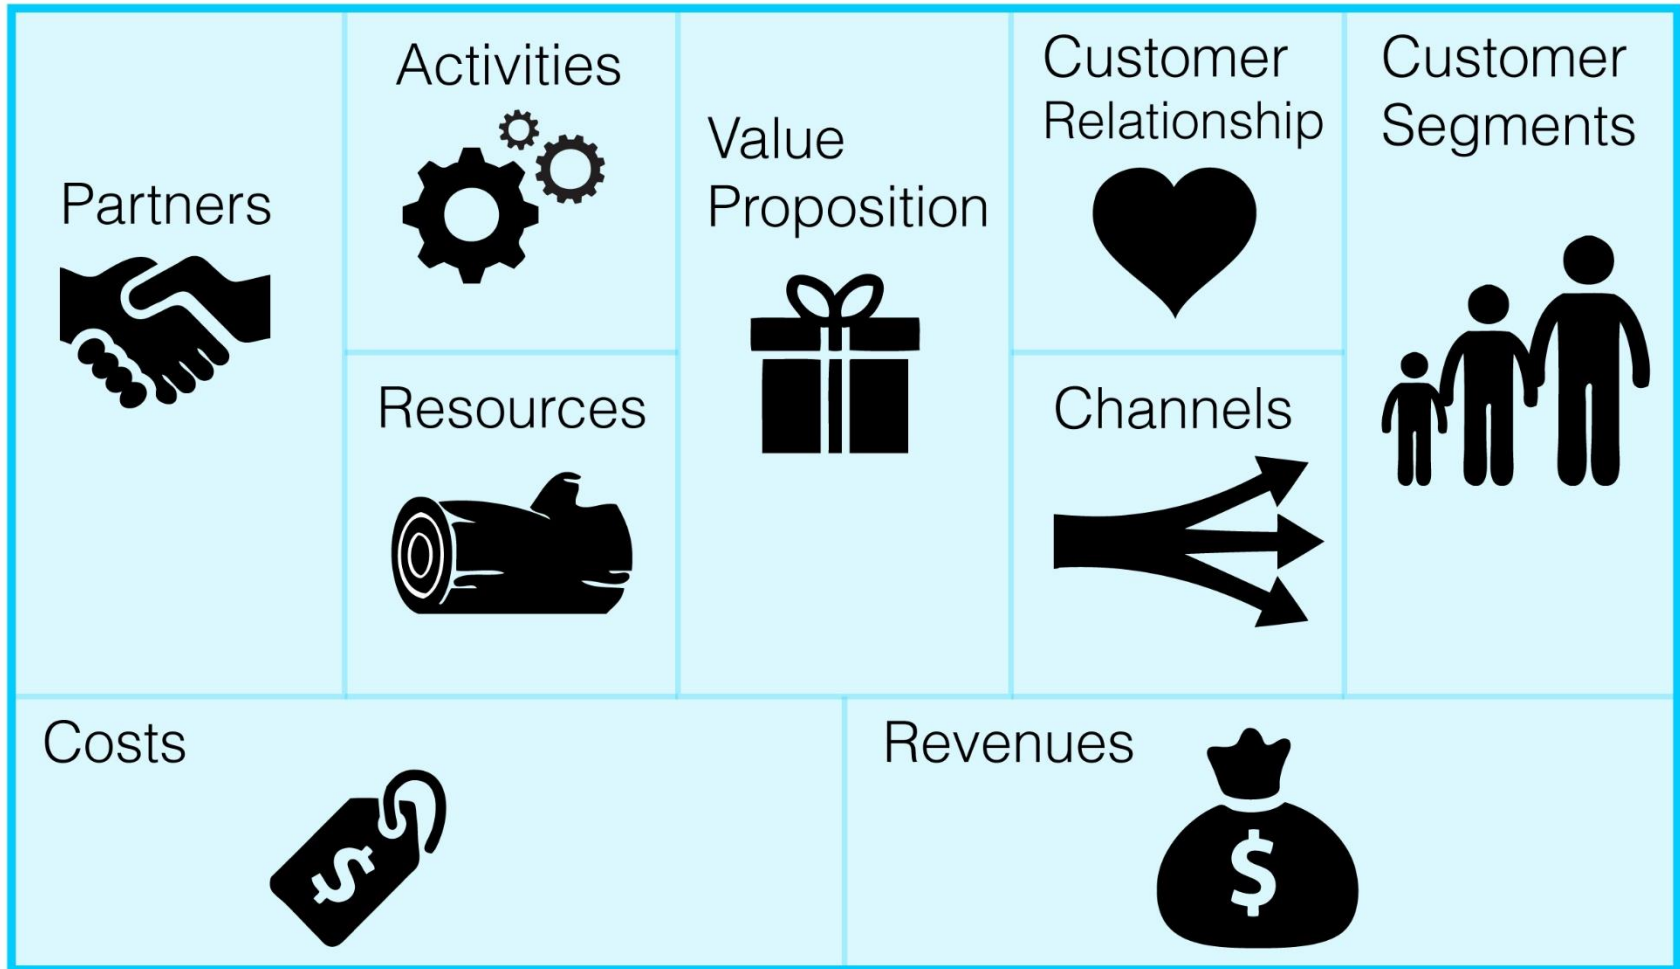 Partners
Activities
Resources
Value
Proposition
Customer
Relationship
Channels
Customer
Segments
Costs
$
Revenues
$